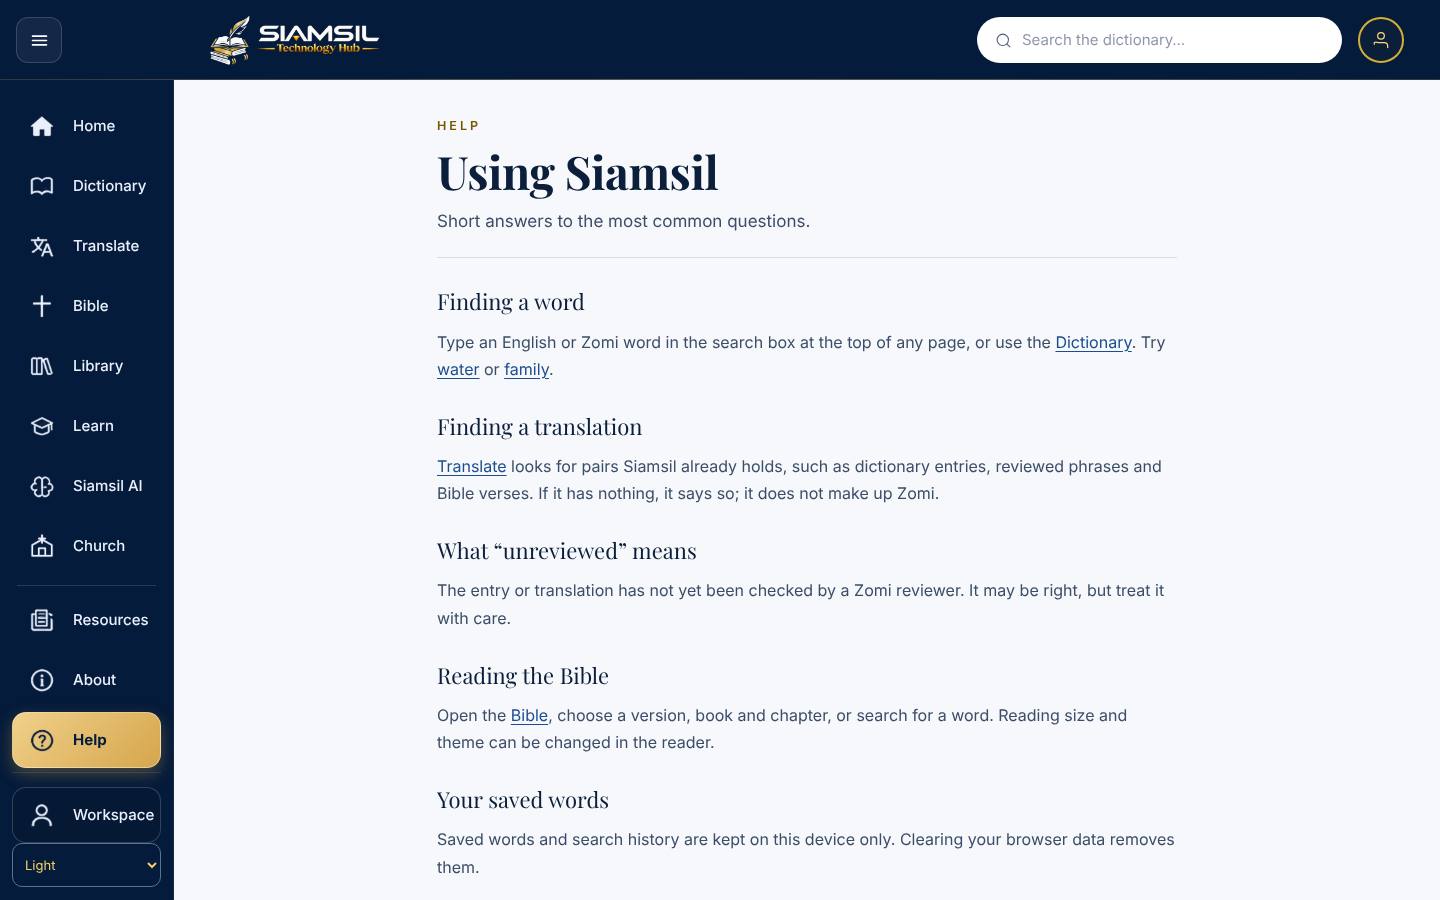 SIAMSIL
Technology Hub
Search the dictionary...
Home
Dictionary
Translate
Bible
Library
Learn
Siamsil AI
Church
Resources
About
Help
Workspace
Light
HELP
Using Siamsil
Short answers to the most common questions.
Finding a word
Type an English or Zomi word in the search box at the top of any page, or use the Dictionary. Try
water or family.
Finding a translation
Translate looks for pairs Siamsil already holds, such as dictionary entries, reviewed phrases and
Bible verses. If it has nothing, it says so; it does not make up Zomi.
What “unreviewed” means
The entry or translation has not yet been checked by a Zomi reviewer. It may be right, but treat it
with care.
Reading the Bible
Open the Bible, choose a version, book and chapter, or search for a word. Reading size and
theme can be changed in the reader.
Your saved words
Saved words and search history are kept on this device only. Clearing your browser data removes
them.